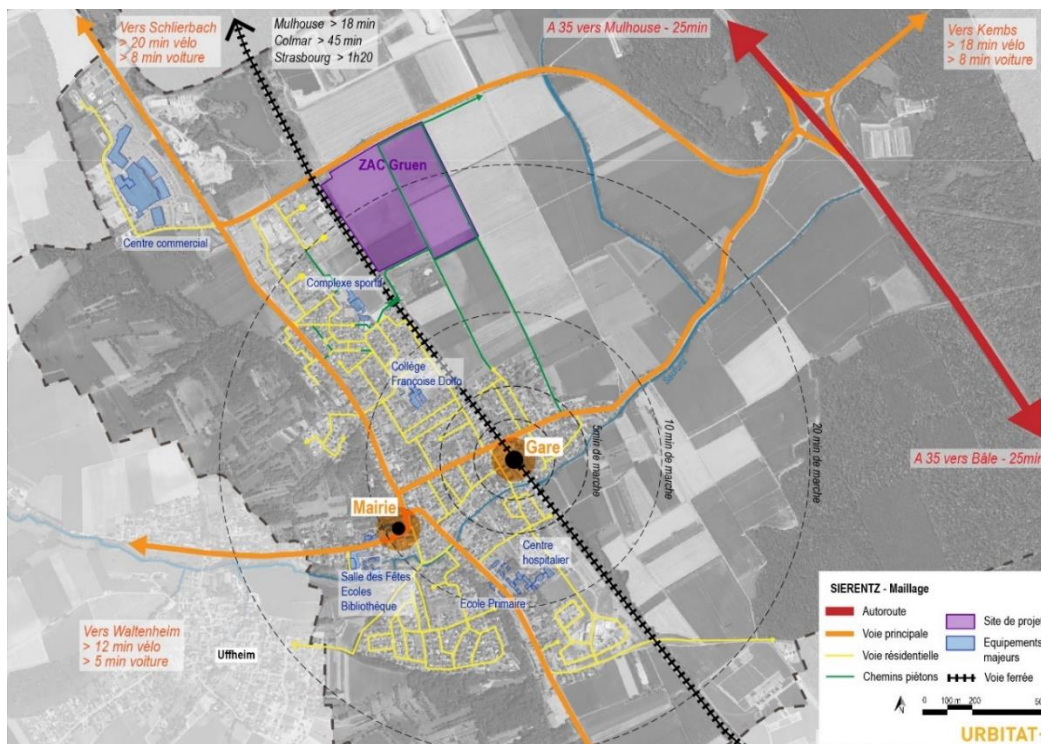 Vers Schlierbach
> 20 min vélo
> 8 min voiture
Mulhouse > 18 min
Colmar > 45 min
Strasbourg > 1h20
A 35 vers Mulhouse - 25min
Vers Kembs
> 18 min vélo
> 8 min voiture
ZAC Gruen
Centre commercial
Complexe sportif
Collège
Françoise Dolto
Gare
5min de marche
10 min de marche
20 min de marche
A 35 vers Bâle - 25min
Mairie
Centre
hospitalier
Salle des Fêtes
Ecoles
Bibliothèque
Ecole Primaire
Vers Waltenheim
> 12 min vélo
> 5 min voiture
Uffheim
SIERENTZ - Maillage
Autoroute
Voie principale
Voie résidentielle
Chemins piétons
Site de projet
Equipements
majeurs
Voie ferrée
0 100 m 200 50
URBITAT+